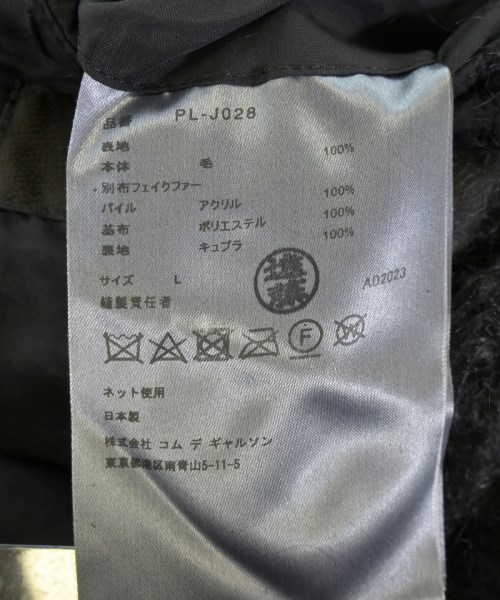 品番 PL-J028
表地
本体 毛 100%
・別布フェイクファー
パイル アクリル 100%
基布 ポリエステル 100%
裏地 キュプラ 100%
サイズ L
縫製責任者 遠藤 AD2023
F W
ネット使用
日本製
株式会社 コム デ ギャルソン
東京都港区南青山5-11-5